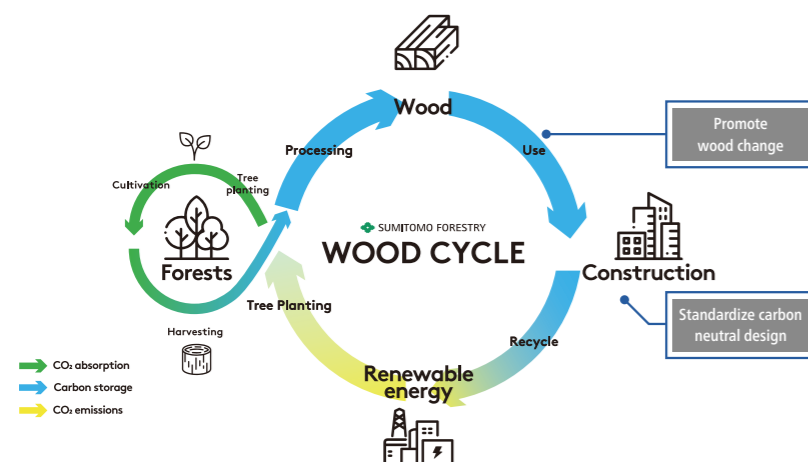 Wood
Processing
Use
Promote
wood change
Cultivation
Tree
planting
Forests
SUMITOMO FORESTRY
WOOD CYCLE
Construction
Standardize carbon
neutral design
Tree Planting
Harvesting
Recycle
Renewable
energy
CO₂ absorption
Carbon storage
CO₂ emissions